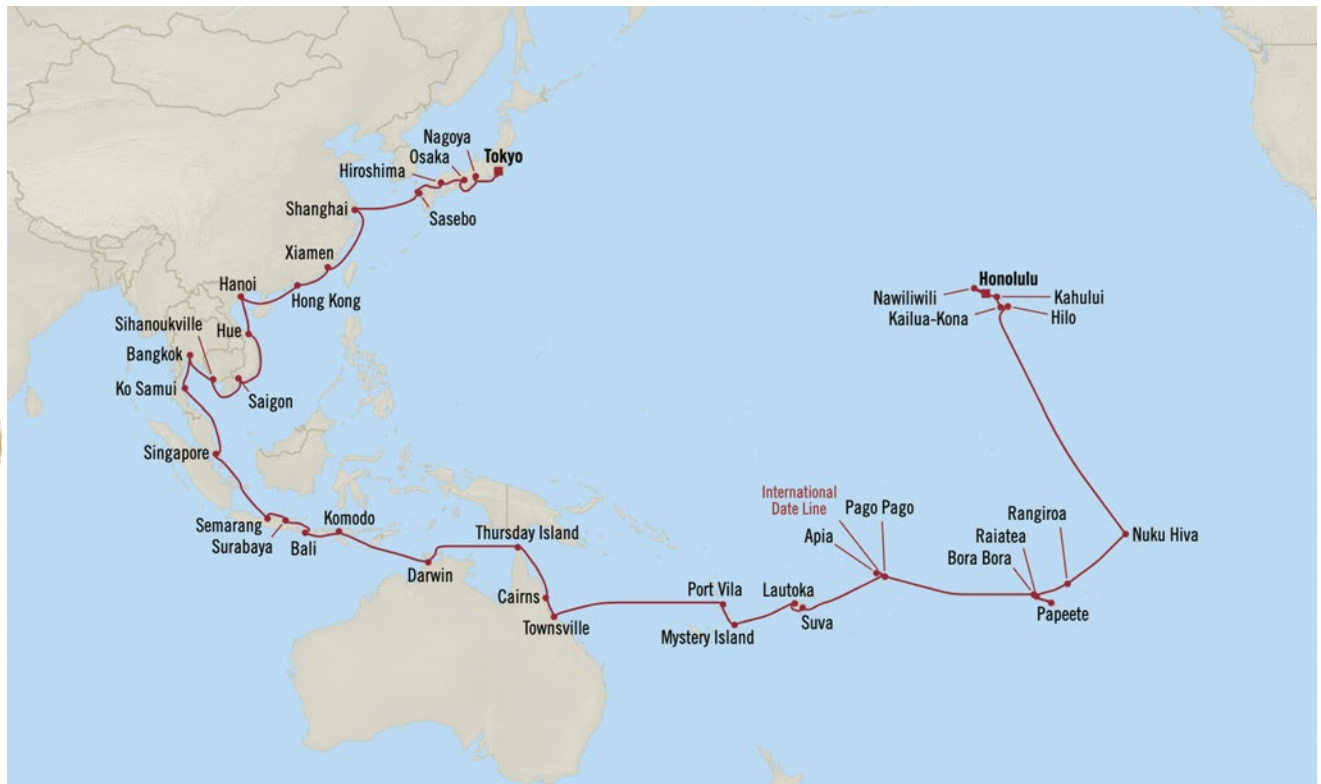 Nagoya
Osaka
Tokyo
Hiroshima
Sasebo
Shanghai
Xiamen
Hong Kong
Hanoi
Hue
Sihanoukville
Bangkok
Ko Samui
Saigon
Singapore
Semarang
Surabaya
Bali
Komodo
Darwin
Thursday Island
Cairns
Townsville
Port Vila
Mystery Island
Lautoka
Suva
International
Date Line
Apia
Pago Pago
Bora Bora
Raiatea
Rangiroa
Papeete
Nuku Hiva
Honolulu
Nawiliwili
Kahului
Kailua-Kona
Hilo